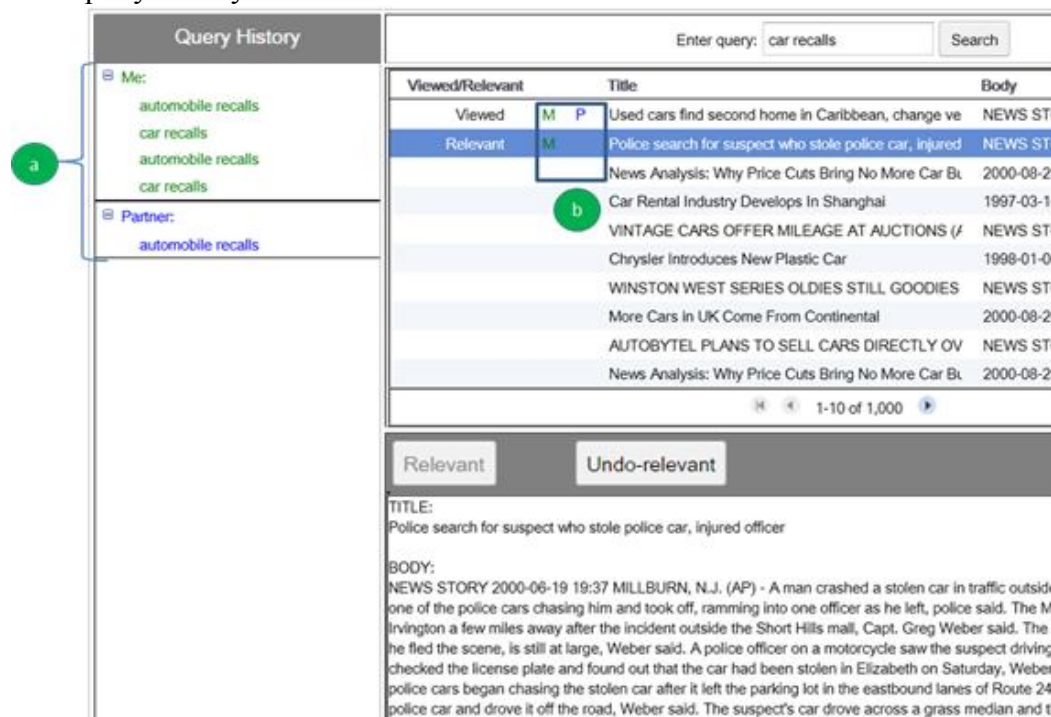 Query History
Enter query: car recalls Search
a
Me:
automobile recalls
car recalls
automobile recalls
car recalls
Partner:
automobile recalls
Viewed/Relevant Title Body
Viewed M P Used cars find second home in Caribbean, change ve NEWS ST
Relevant M Police search for suspect who stole police car, injured NEWS ST
News Analysis: Why Price Cuts Bring No More Car Bu 2000-08-2
b
Car Rental Industry Develops In Shanghai 1997-03-1
VINTAGE CARS OFFER MILEAGE AT AUCTIONS (A NEWS ST
Chrysler Introduces New Plastic Car 1998-01-0
WINSTON WEST SERIES OLDIES STILL GOODIES NEWS ST
More Cars in UK Come From Continental 2000-08-2
AUTOBYTEL PLANS TO SELL CARS DIRECTLY OV NEWS ST
News Analysis: Why Price Cuts Bring No More Car Bu 2000-08-2
1-10 of 1,000
Relevant Undo-relevant
TITLE:
Police search for suspect who stole police car, injured officer
BODY:
NEWS STORY 2000-06-19 19:37 MILLBURN, N.J. (AP) - A man crashed a stolen car in traffic outside
one of the police cars chasing him and took off, ramming into one officer as he left, police said. The M
Irvington a few miles away after the incident outside the Short Hills mall, Capt. Greg Weber said. The
he fled the scene, is still at large, Weber said. A police officer on a motorcycle saw the suspect driving
checked the license plate and found out that the car had been stolen in Elizabeth on Saturday, Weber
police cars began chasing the stolen car after it left the parking lot in the eastbound lanes of Route 24
police car and drove it off the road, Weber said. The suspect's car drove across a grass median and t